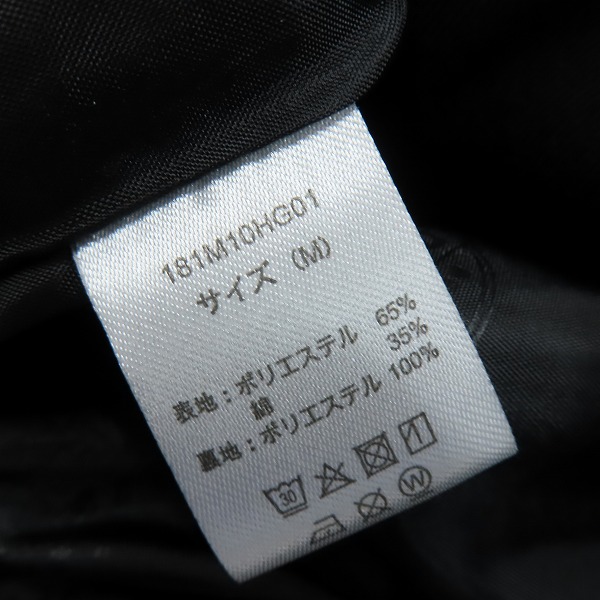 181M10HG01
サイズ (M)
表地：ポリエステル 65%
綿 35%
裏地：ポリエステル 100%
30
W